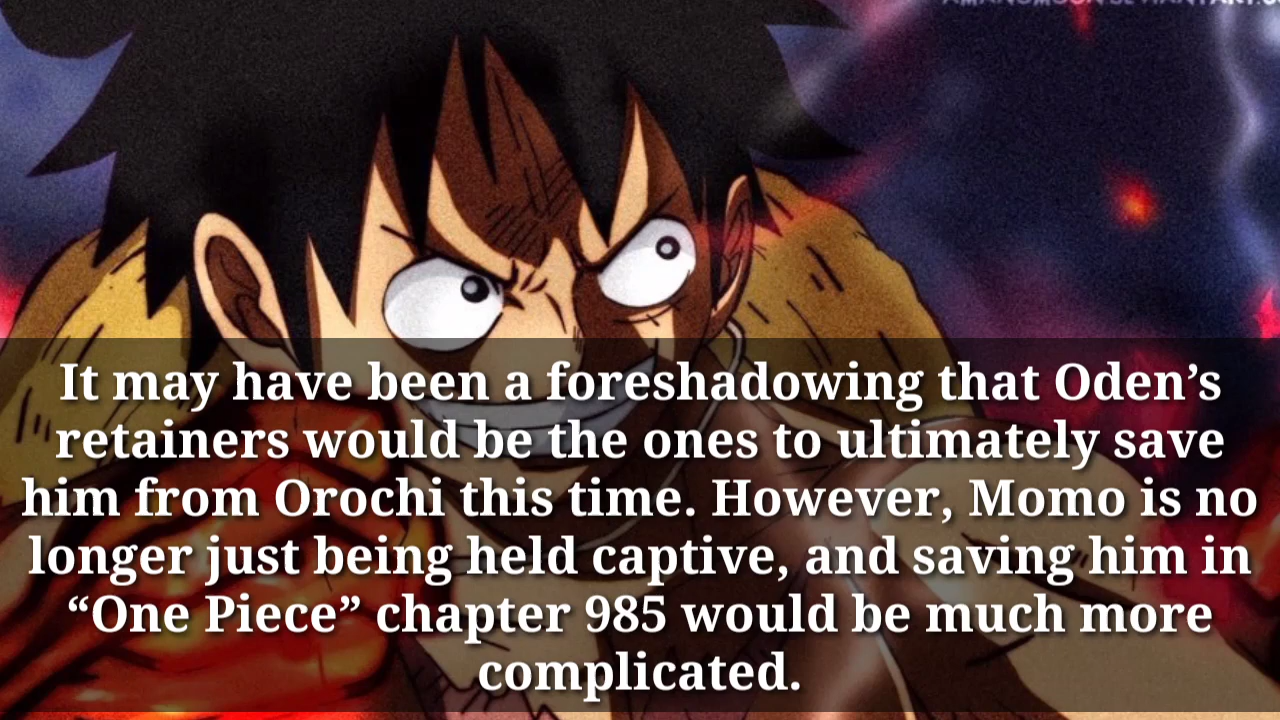 It may have been a foreshadowing that Oden’s
retainers would be the ones to ultimately save
him from Orochi this time. However, Momo is no
longer just being held captive, and saving him in
“One Piece” chapter 985 would be much more
complicated.